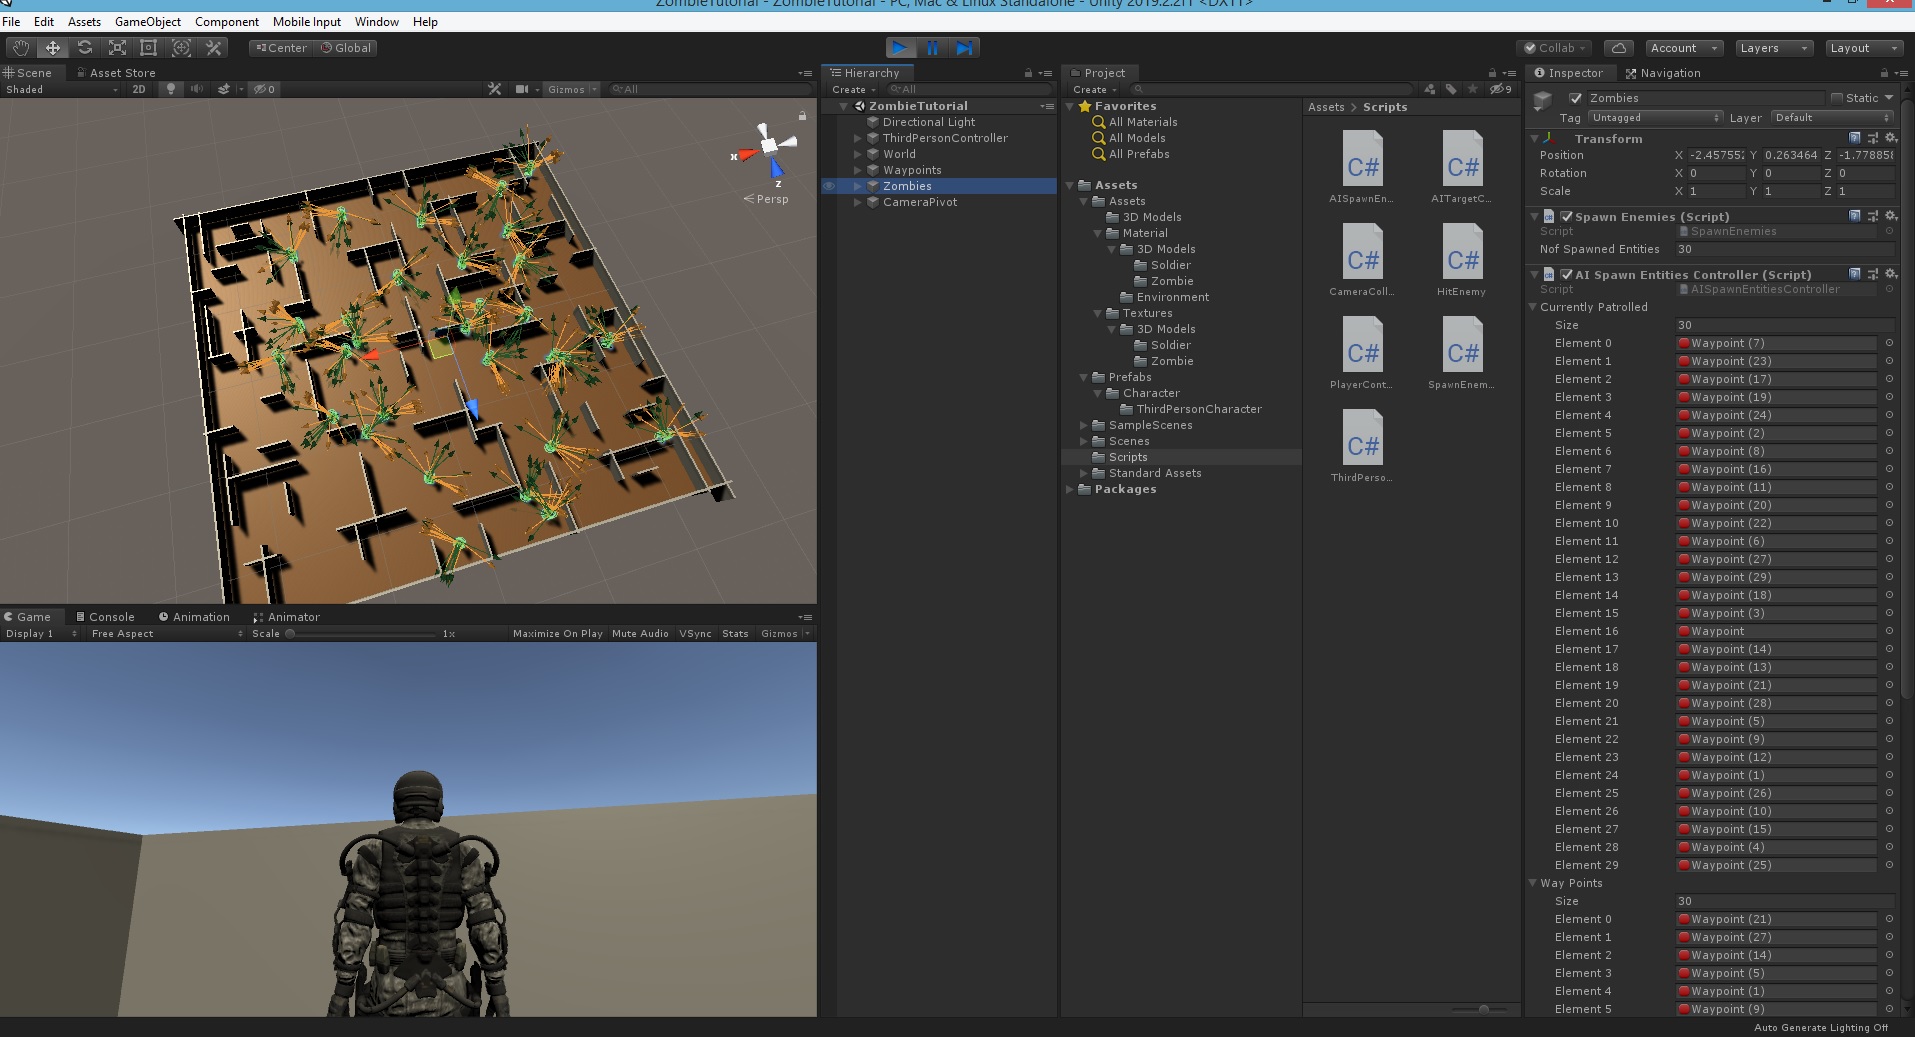 ZombieTutorial - ZombieTutorial - PC, Mac & Linux Standalone - Unity 2019.2.2f1 <DX11>
File Edit Assets GameObject Component Mobile Input Window Help
Center Global Collab Account Layers Layout
Scene Asset Store
Shaded 2D 0 Gizmos All
x
z
Persp
Game Console Animation Animator
Display 1 Free Aspect Scale 1x Maximize On Play Mute Audio VSync Stats Gizmos
Hierarchy
Create All
ZombieTutorial
Directional Light
ThirdPersonController
World
Waypoints
Zombies
CameraPivot
Project
Create 9
Favorites
All Materials
All Models
All Prefabs
Assets
Assets
3D Models
Material
3D Models
Soldier
Zombie
Environment
Textures
3D Models
Soldier
Zombie
Prefabs
Character
ThirdPersonCharacter
SampleScenes
Scenes
Scripts
Standard Assets
Packages
Assets > Scripts
C# C#
AISpawnEn... AITargetC...
C# C#
CameraColl... HitEnemy
C# C#
PlayerCont... SpawnEnem...
C#
ThirdPerso...
Inspector Navigation
Zombies Static
Tag Untagged Layer Default
Transform
Position X -2.457552 Y 0.263464 Z -1.778858
Rotation X 0 Y 0 Z 0
Scale X 1 Y 1 Z 1
Spawn Enemies (Script)
Script SpawnEnemies
Nof Spawned Entities 30
AI Spawn Entities Controller (Script)
Script AISpawnEntitiesController
Currently Patrolled
Size 30
Element 0 Waypoint (7)
Element 1 Waypoint (23)
Element 2 Waypoint (17)
Element 3 Waypoint (19)
Element 4 Waypoint (24)
Element 5 Waypoint (2)
Element 6 Waypoint (8)
Element 7 Waypoint (16)
Element 8 Waypoint (11)
Element 9 Waypoint (20)
Element 10 Waypoint (22)
Element 11 Waypoint (6)
Element 12 Waypoint (27)
Element 13 Waypoint (29)
Element 14 Waypoint (18)
Element 15 Waypoint (3)
Element 16 Waypoint
Element 17 Waypoint (14)
Element 18 Waypoint (13)
Element 19 Waypoint (21)
Element 20 Waypoint (28)
Element 21 Waypoint (5)
Element 22 Waypoint (9)
Element 23 Waypoint (12)
Element 24 Waypoint (1)
Element 25 Waypoint (26)
Element 26 Waypoint (10)
Element 27 Waypoint (15)
Element 28 Waypoint (4)
Element 29 Waypoint (25)
Way Points
Size 30
Element 0 Waypoint (21)
Element 1 Waypoint (27)
Element 2 Waypoint (14)
Element 3 Waypoint (5)
Element 4 Waypoint (1)
Element 5 Waypoint (9)
Auto Generate Lighting Off